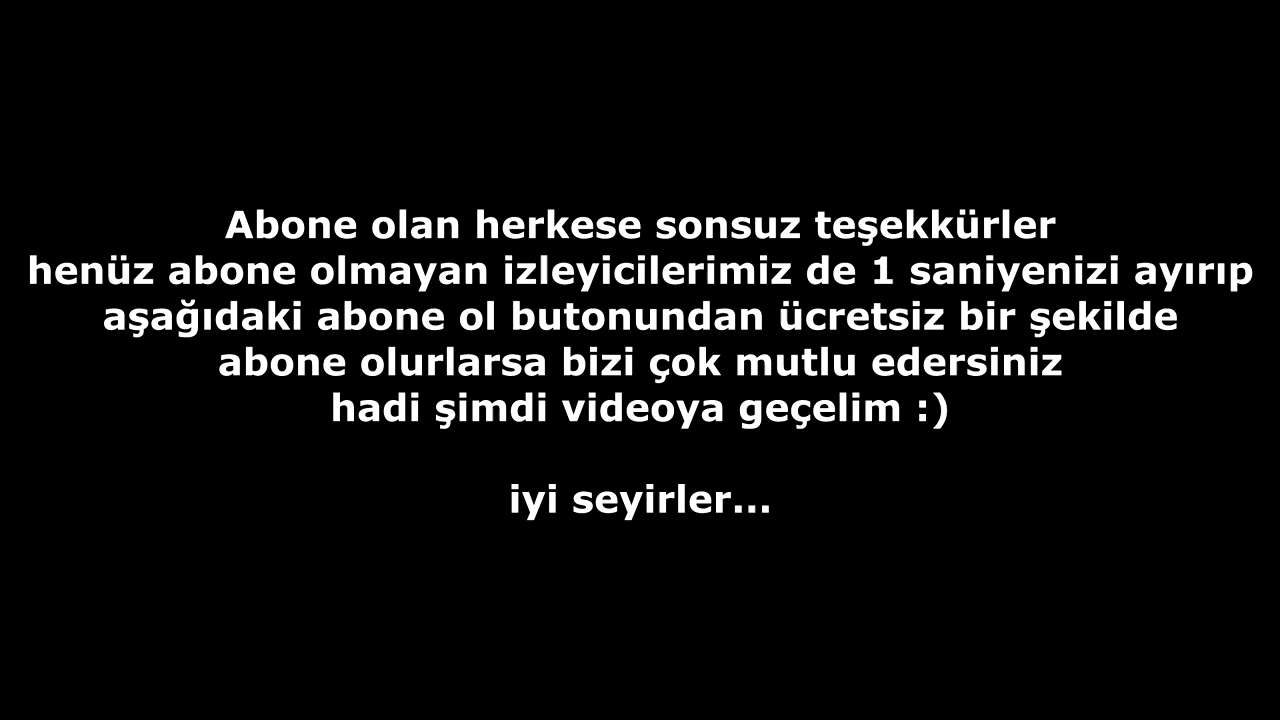 Abone olan herkese sonsuz teşekkürler
henüz abone olmayan izleyicilerimiz de 1 saniyenizi ayırıp
aşağıdaki abone ol butonundan ücretsiz bir şekilde
abone olurlarsa bizi çok mutlu edersiniz
hadi şimdi videoya geçelim :)
iyi seyirler...